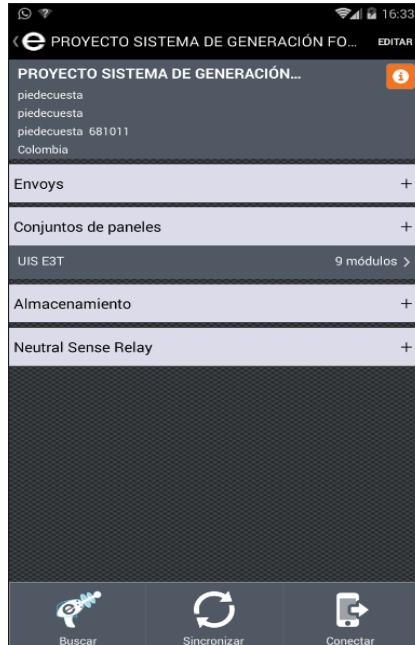 16:33
PROYECTO SISTEMA DE GENERACIÓN FO... EDITAR
PROYECTO SISTEMA DE GENERACIÓN...
piedecuesta
piedecuesta
piedecuesta 681011
Colombia
Envoys +
Conjuntos de paneles +
UIS E3T 9 módulos >
Almacenamiento +
Neutral Sense Relay +
Buscar Sincronizar Conectar